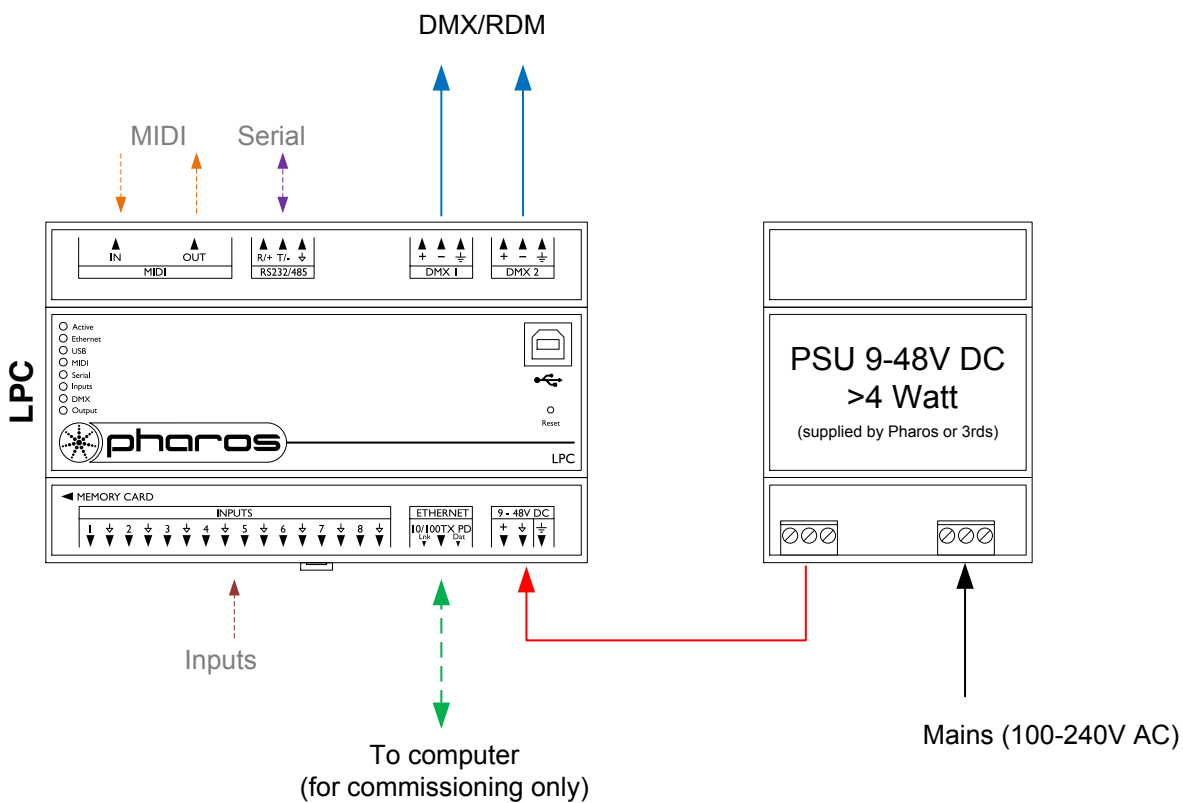 DMX/RDM
MIDI Serial
IN OUT
MIDI
R/+ T/-
RS232/485
+ −
DMX 1
+ −
DMX 2
LPC
Active
Ethernet
USB
MIDI
Serial
Inputs
DMX
Output
Reset
pharos
LPC
PSU 9-48V DC
>4 Watt
(supplied by Pharos or 3rds)
MEMORY CARD
INPUTS
1 2 3 4 5 6 7 8
ETHERNET
10/100TX PD
Lnk Dat
9 - 48V DC
+
Inputs
To computer
(for commissioning only)
Mains (100-240V AC)